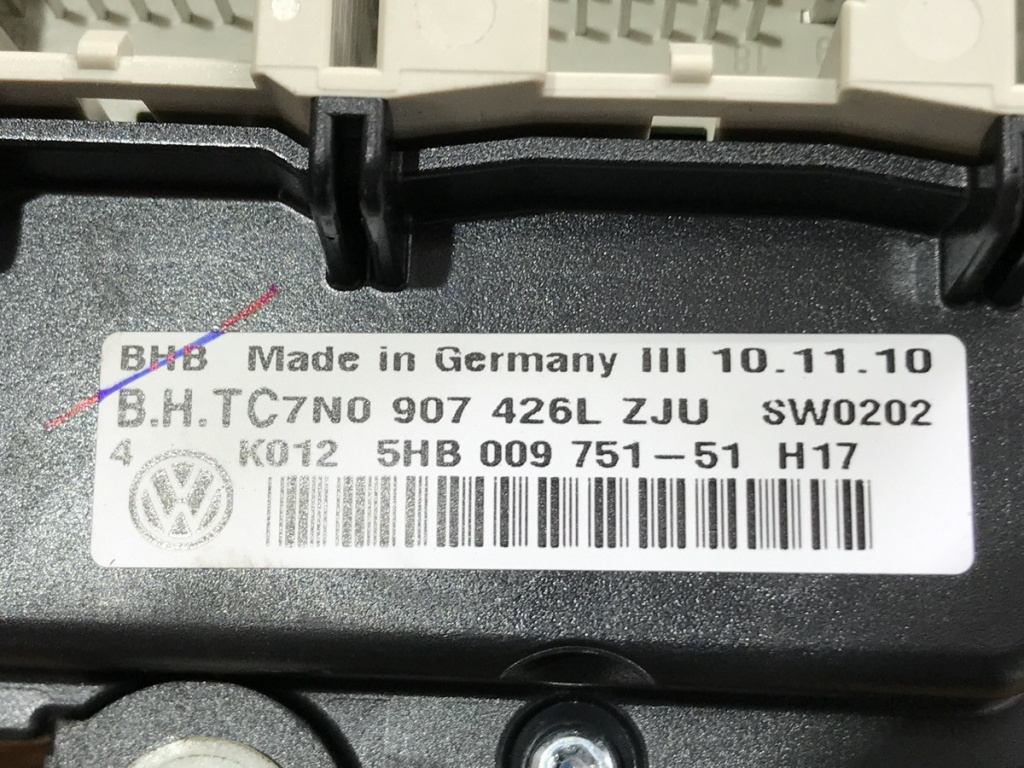 BHB Made in Germany III 10.11.10
B.H.TC7N0 907 426L ZJU SW0202
4 K012 5HB 009 751-51 H17